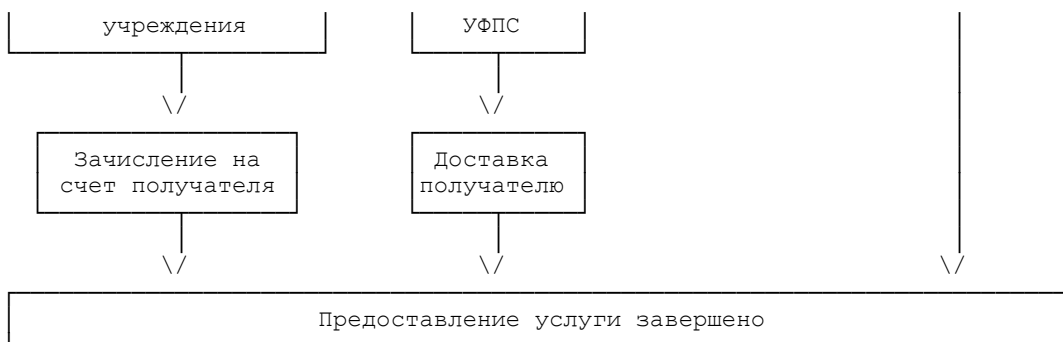 учреждения
УФПС
Зачисление на
счет получателя
Доставка
получателю
Предоставление услуги завершено